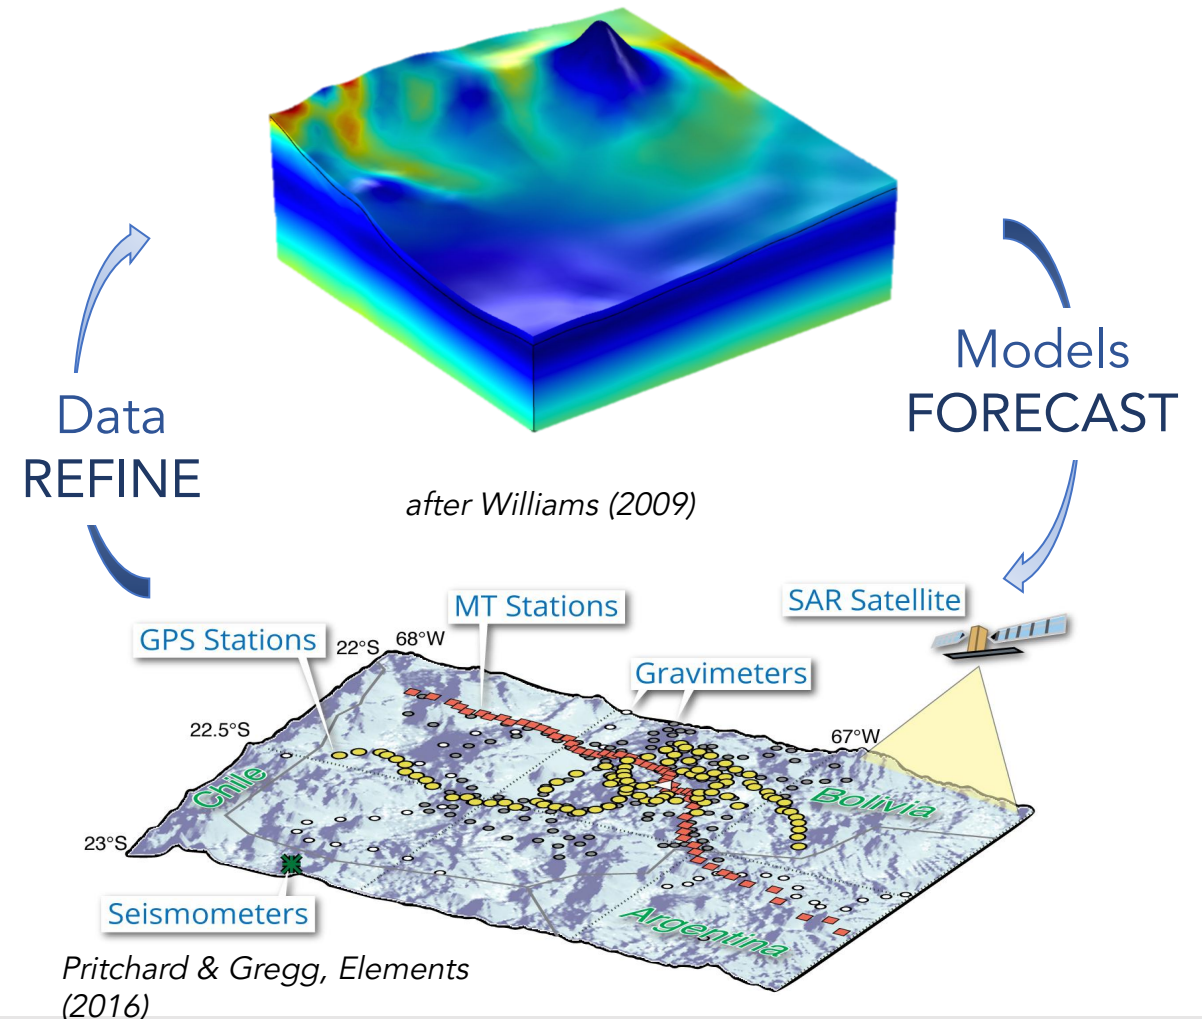 Models
FORECAST
Data
REFINE
after Williams (2009)
MT Stations
SAR Satellite
GPS Stations
22°S
68°W
Gravimeters
22.5°S
67°W
Chile
Bolivia
23°S
Seismometers
Argentina
Pritchard & Gregg, Elements
(2016)